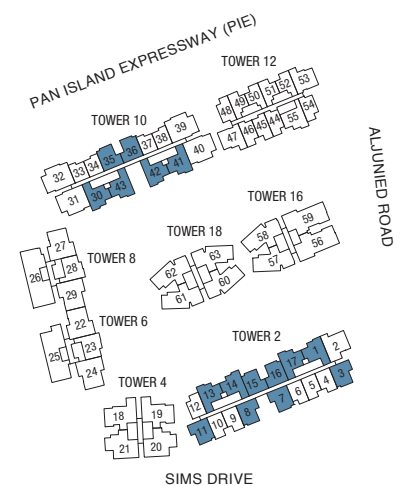 PAN ISLAND EXPRESSWAY (PIE)
TOWER 12
48 49 50 51 52 53
47 46 45 44 55 54
TOWER 10
32 33 34 35 36 37 38 39
31 30 43 42 41 40
ALJUNIED ROAD
TOWER 16
58 59
57 56
TOWER 18
62 63
61 60
TOWER 8
27
26 28
29
TOWER 6
22
25 23
24
TOWER 2
12 13 14 15 16 17 1 2
11 10 9 8 7 6 5 4 3
TOWER 4
18 19
21 20
SIMS DRIVE